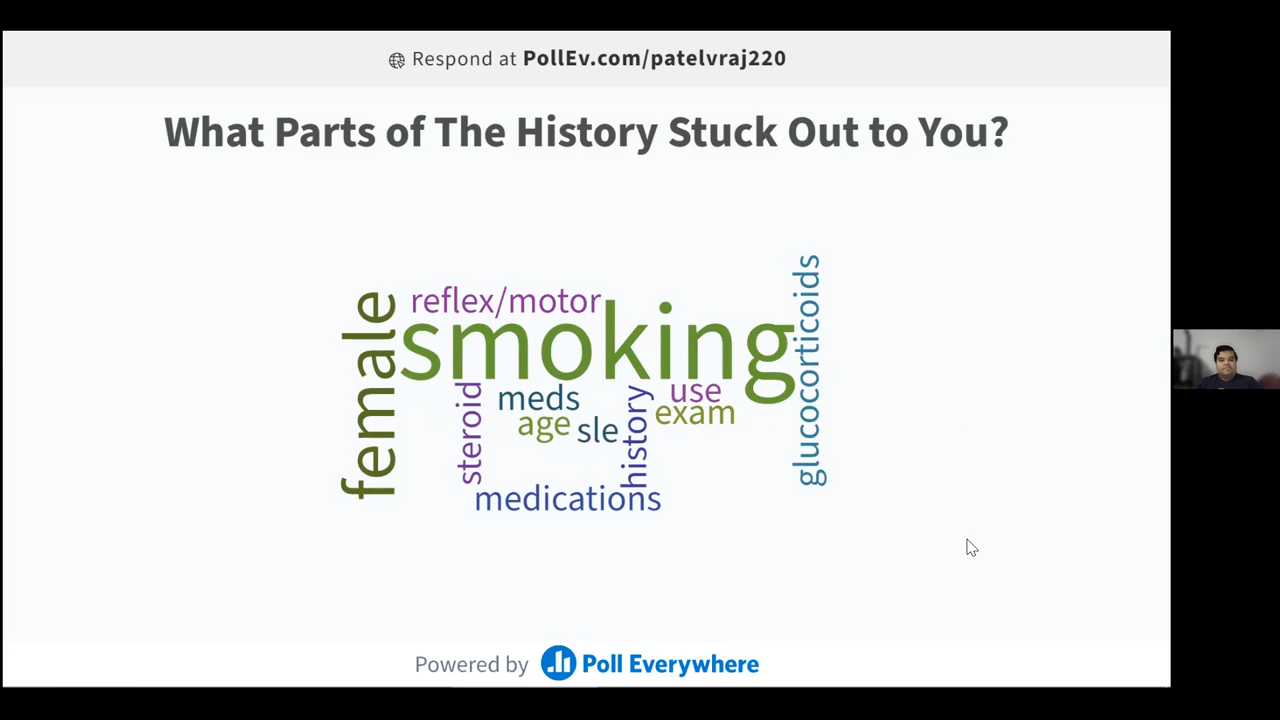 Respond at PollEv.com/patelvraj220
What Parts of The History Stuck Out to You?
female
reflex/motor
smoking
glucocorticoids
steroid
meds
history
use
age
sle
exam
medications
Powered by Poll Everywhere